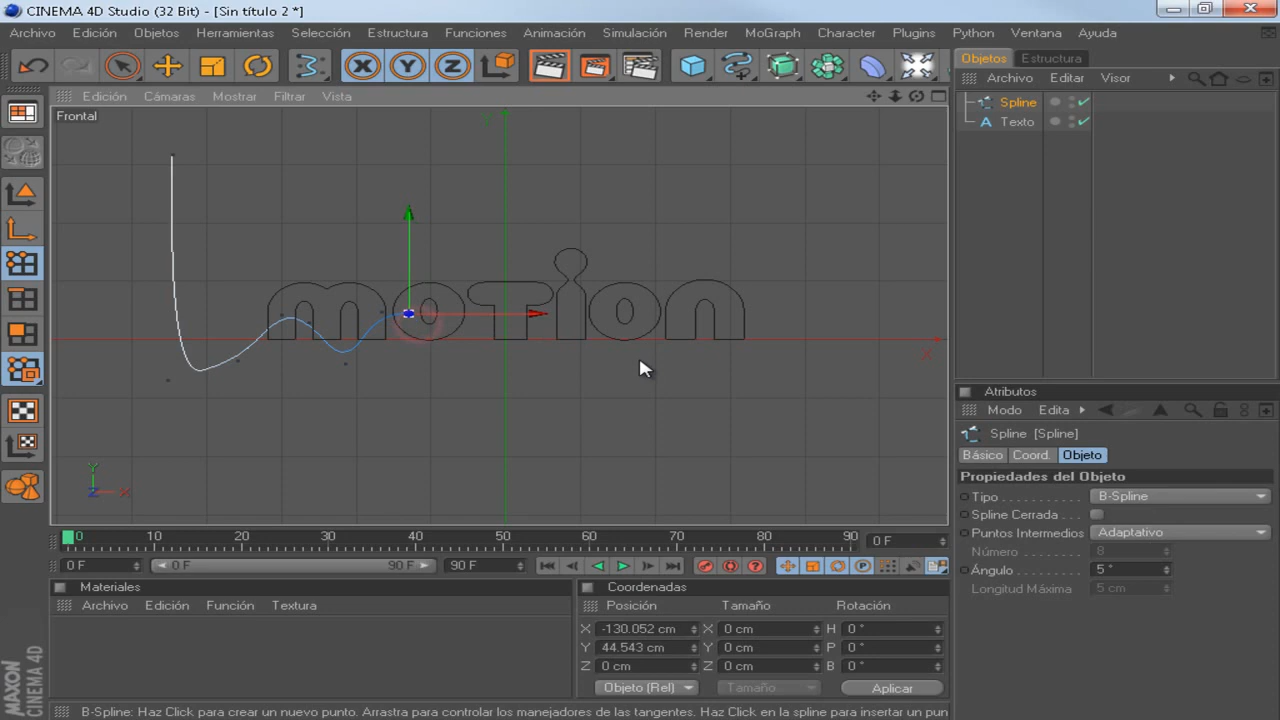 CINEMA 4D Studio (32 Bit) - [Sin título 2 *]
Archivo Edición Objetos Herramientas Selección Estructura Funciones Animación Simulación Render MoGraph Character Plugins Python Ventana Ayuda
X Y Z
Objetos Estructura
Archivo Editar Visor
Edición Cámaras Mostrar Filtrar Vista
Frontal
Spline
A Texto
Y
X
moTion
Y
Z X
Atributos
Modo Edita
Spline [Spline]
Básico Coord. Objeto
Propiedades del Objeto
Tipo B-Spline
Spline Cerrada
Puntos Intermedios Adaptativo
Número 8
Ángulo 5 °
Longitud Máxima 5 cm
0 10 20 30 40 50 60 70 80 90 0 F
0 F 0 F 90 F 90 F
Materiales
Archivo Edición Función Textura
Coordenadas
Posición Tamaño Rotación
X -130.052 cm X 0 cm H 0 °
Y 44.543 cm Y 0 cm P 0 °
Z 0 cm Z 0 cm B 0 °
Objeto (Rel) Tamaño Aplicar
MAXON
CINEMA 4D
B-Spline: Haz Click para crear un nuevo punto. Arrastra para controlar los manejadores de las tangentes. Haz Click en la spline para insertar un pun